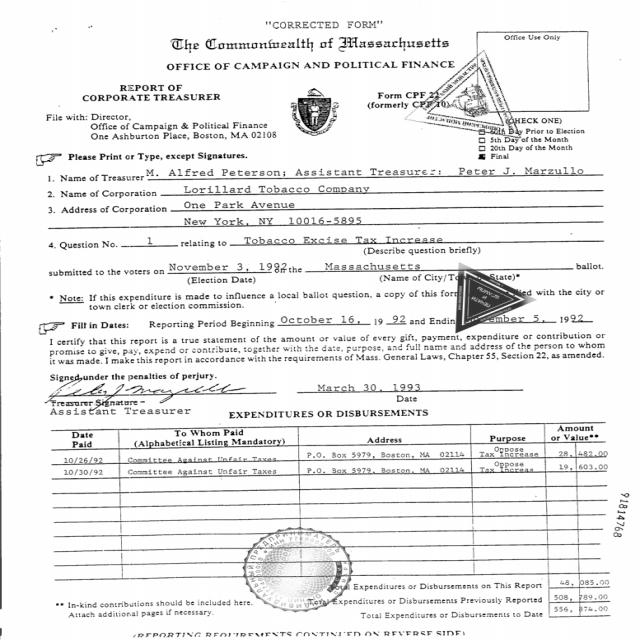 "CORRECTED FORM"
The Commonwealth of Massachusetts
OFFICE OF CAMPAIGN AND POLITICAL FINANCE
Office Use Only
REPORT OF
CORPORATE TREASURER
Form CPF 22
(formerly CPF 10)
File with: Director,
Office of Campaign & Political Finance
One Ashburton Place, Boston, MA 02108
(CHECK ONE)
60th Day Prior to Election
5th Day of the Month
20th Day of the Month
Final
Please Print or Type, except Signatures.
1. Name of Treasurer M. Alfred Peterson; Assistant Treasurer: Peter J. Marzullo
2. Name of Corporation Lorillard Tobacco Company
3. Address of Corporation One Park Avenue
New York, NY 10016-5895
4. Question No. 1 relating to Tobacco Excise Tax Increase
(Describe question briefly)
submitted to the voters on November 3, 1992 on the Massachusetts ballot.
(Election Date) (Name of City/Town State)*
* Note: If this expenditure is made to influence a local ballot question, a copy of this form filed with the city or
town clerk or election commission.
Fill in Dates: Reporting Period Beginning October 16, 19 92 and Ending 5, 1992
I certify that this report is a true statement of the amount or value of every gift, payment, expenditure or contribution or
promise to give, pay, expend or contribute, together with the date, purpose, and full name and address of the person to whom
it was made. I make this report in accordance with the requirements of Mass. General Laws, Chapter 55, Section 22, as amended.
Signed under the penalties of perjury.
Peter J. Marzullo March 30, 1993
Treasurer Signature - Date
Assistant Treasurer
EXPENDITURES OR DISBURSEMENTS
Date Paid To Whom Paid (Alphabetical Listing Mandatory) Address Purpose Amount or Value**
10/26/92 Committee Against Unfair Taxes P.O. Box 5979, Boston, MA 02114 Oppose Tax Increase 28, 482.00
10/30/92 Committee Against Unfair Taxes P.O. Box 5979, Boston, MA 02114 Oppose Tax Increase 19, 603.00
91814768
Total Expenditures or Disbursements on This Report 48, 085.00
** In-kind contributions should be included here. Total Expenditures or Disbursements Previously Reported 508, 789.00
Attach additional pages if necessary. Total Expenditures or Disbursements to Date 556, 874.00
(REPORTING REQUIREMENTS CONTINUED ON REVERSE SIDE)